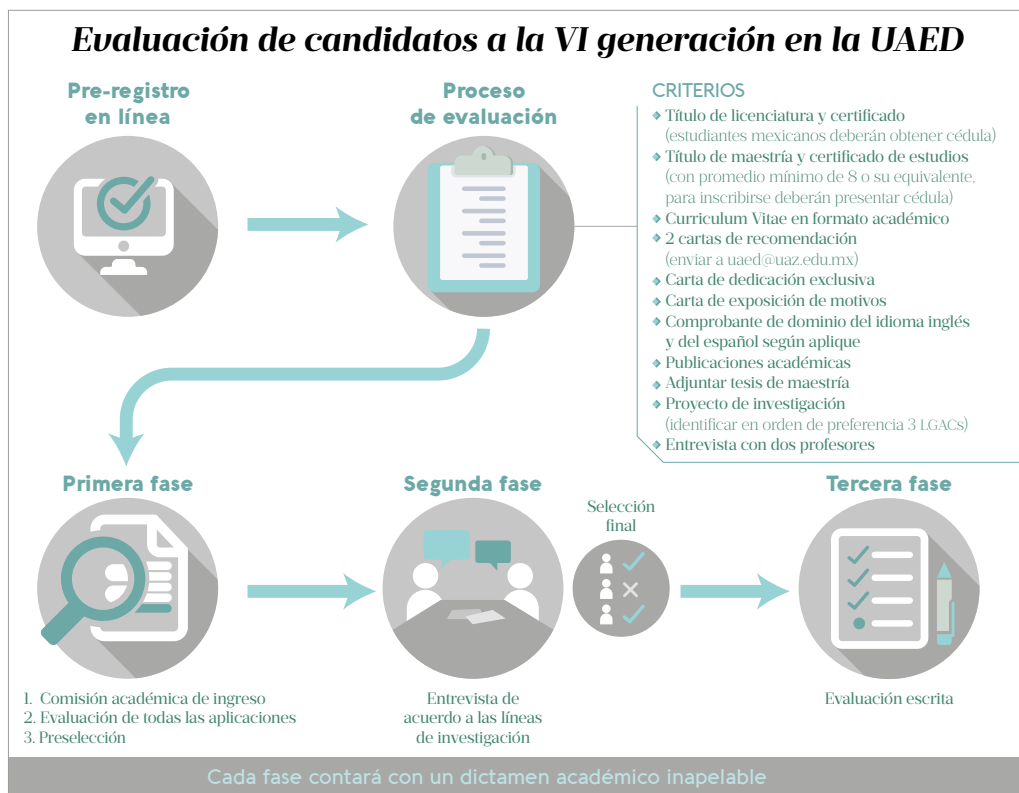 Evaluación de candidatos a la VI generación en la UAED
Pre-registro
en línea
Proceso
de evaluación
CRITERIOS
Título de licenciatura y certificado
(estudiantes mexicanos deberán obtener cédula)
Título de maestría y certificado de estudios
(con promedio mínimo de 8 o su equivalente,
para inscribirse deberán presentar cédula)
Curriculum Vitae en formato académico
2 cartas de recomendación
(enviar a uaed@uaz.edu.mx)
Carta de dedicación exclusiva
Carta de exposición de motivos
Comprobante de dominio del idioma inglés
y del español según aplique
Publicaciones académicas
Adjuntar tesis de maestría
Proyecto de investigación
(identificar en orden de preferencia 3 LGACs)
Entrevista con dos profesores
Primera fase
1. Comisión académica de ingreso
2. Evaluación de todas las aplicaciones
3. Preselección
Segunda fase
Entrevista de
acuerdo a las líneas
de investigación
Selección
final
Tercera fase
Evaluación escrita
Cada fase contará con un dictamen académico inapelable